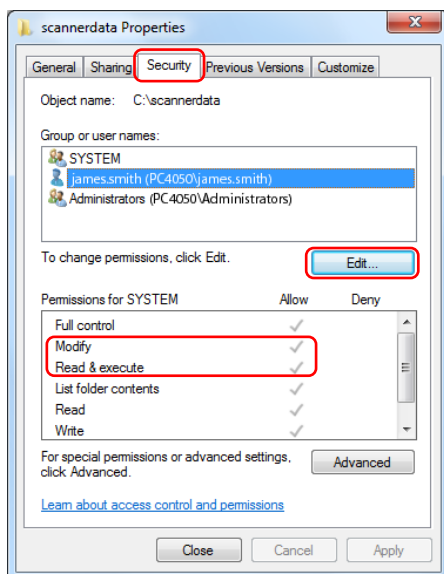 scannerdata Properties
General Sharing Security Previous Versions Customize
Object name: C:\scannerdata
Group or user names:
SYSTEM
james.smith (PC4050\james.smith)
Administrators (PC4050\Administrators)
To change permissions, click Edit. Edit...
Permissions for SYSTEM Allow Deny
Full control
Modify
Read & execute
List folder contents
Read
Write
For special permissions or advanced settings,
click Advanced. Advanced
Learn about access control and permissions
Close Cancel Apply